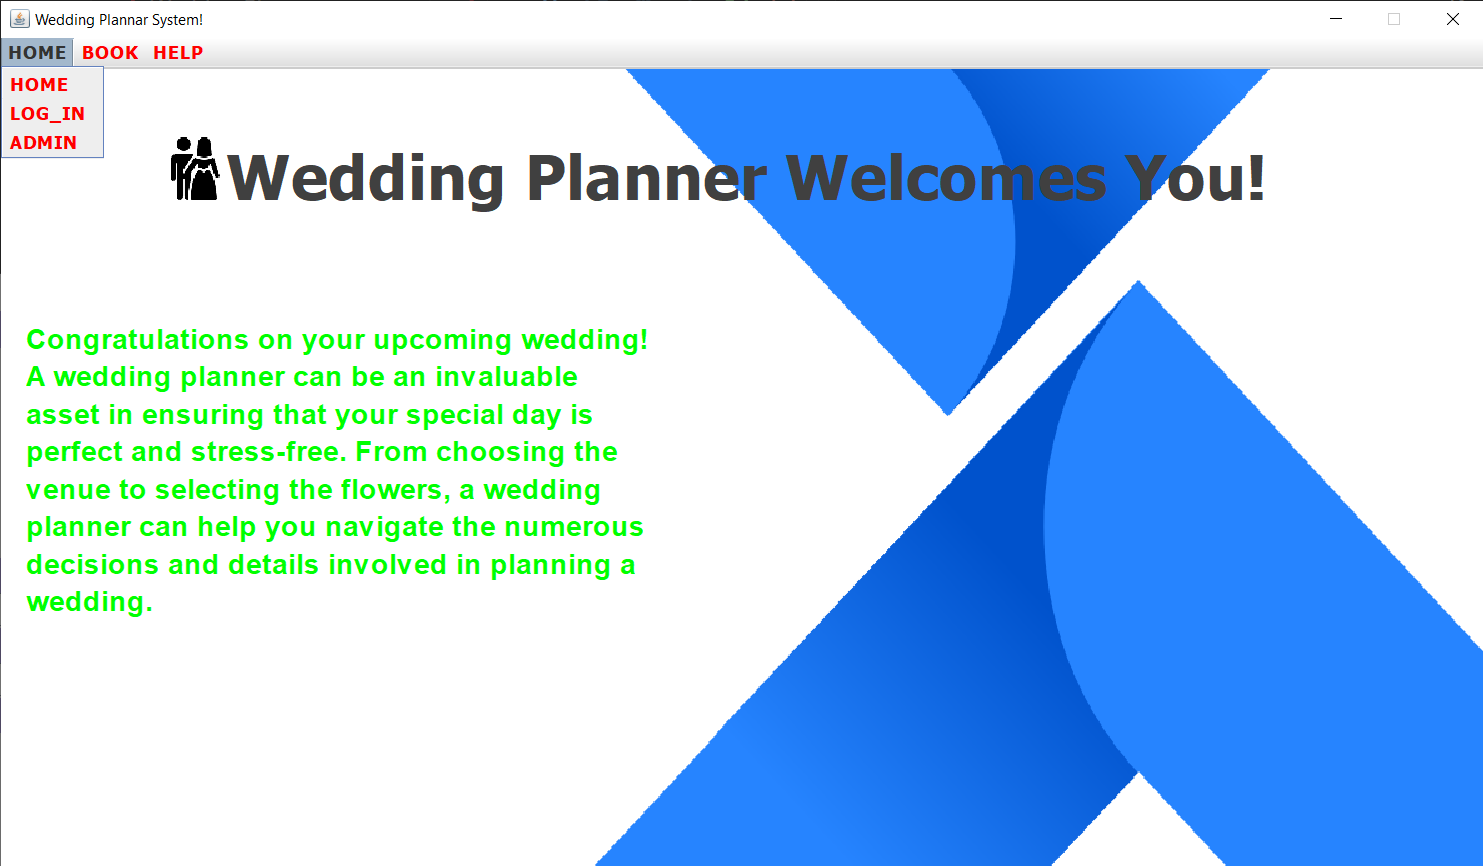 Wedding Plannar System!
HOME BOOK HELP
HOME
LOG_IN
ADMIN
Wedding Planner Welcomes You!
Congratulations on your upcoming wedding!
A wedding planner can be an invaluable
asset in ensuring that your special day is
perfect and stress-free. From choosing the
venue to selecting the flowers, a wedding
planner can help you navigate the numerous
decisions and details involved in planning a
wedding.